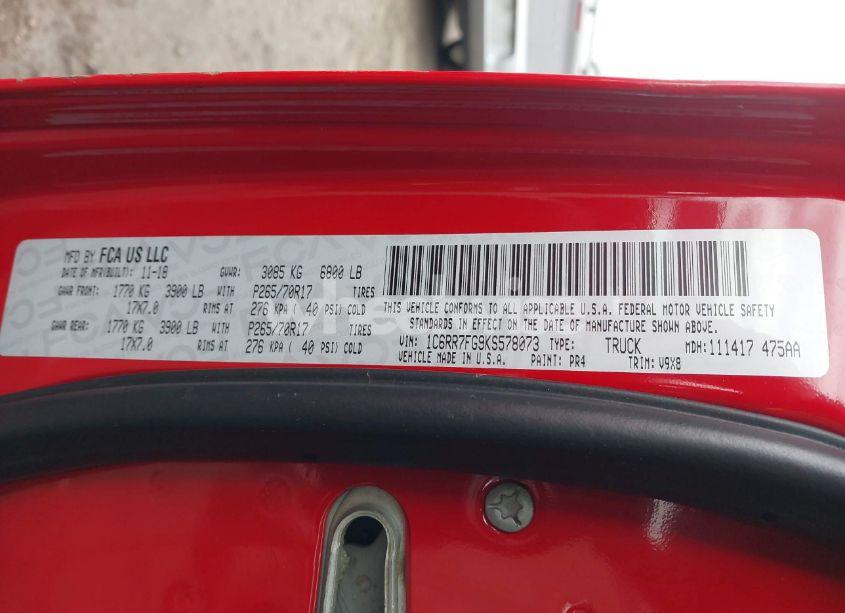 MFD BY FCA US LLC
DATE OF MFR(BUILT): 11-18 GVWR: 3085 KG 6800 LB
GAWR FRONT: 1770 KG 3900 LB WITH P265/70R17 TIRES
17X7.0 RIMS AT 276 KPA ( 40 PSI) COLD
GAWR REAR: 1770 KG 3900 LB WITH P265/70R17 TIRES
17X7.0 RIMS AT 276 KPA ( 40 PSI) COLD
THIS VEHICLE CONFORMS TO ALL APPLICABLE U.S.A. FEDERAL MOTOR VEHICLE SAFETY
STANDARDS IN EFFECT ON THE DATE OF MANUFACTURE SHOWN ABOVE.
VIN: 1C6RR7FG9KS578073 TYPE: TRUCK MDH:111417 475AA
VEHICLE MADE IN U.S.A. PAINT: PR4 TRIM: V9X8